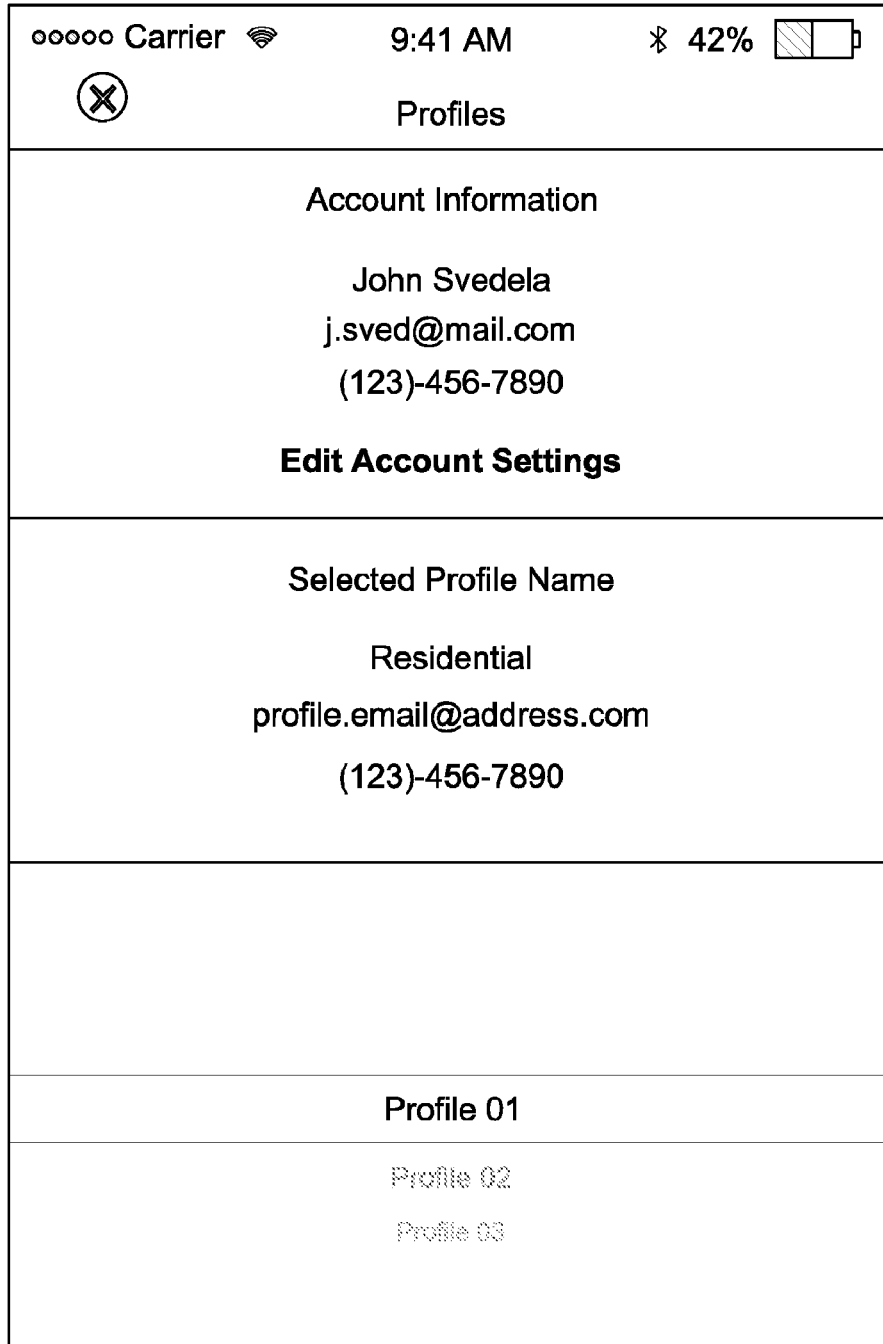 Carrier 9:41 AM 42%
Profiles
Account Information
John Svedela
j.sved@mail.com
(123)-456-7890
Edit Account Settings
Selected Profile Name
Residential
profile.email@address.com
(123)-456-7890
Profile 01
Profile 02
Profile 03